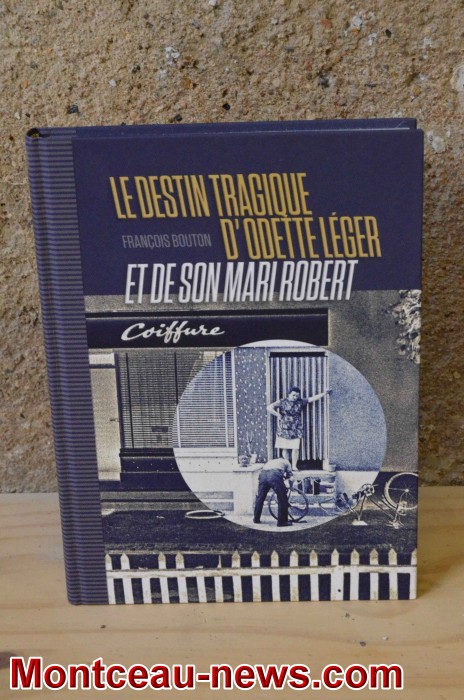 LE DESTIN TRAGIQUE
FRANÇOIS BOUTON
D'ODETTE LÉGER
ET DE SON MARI ROBERT
Coiffure
Montceau-news.com